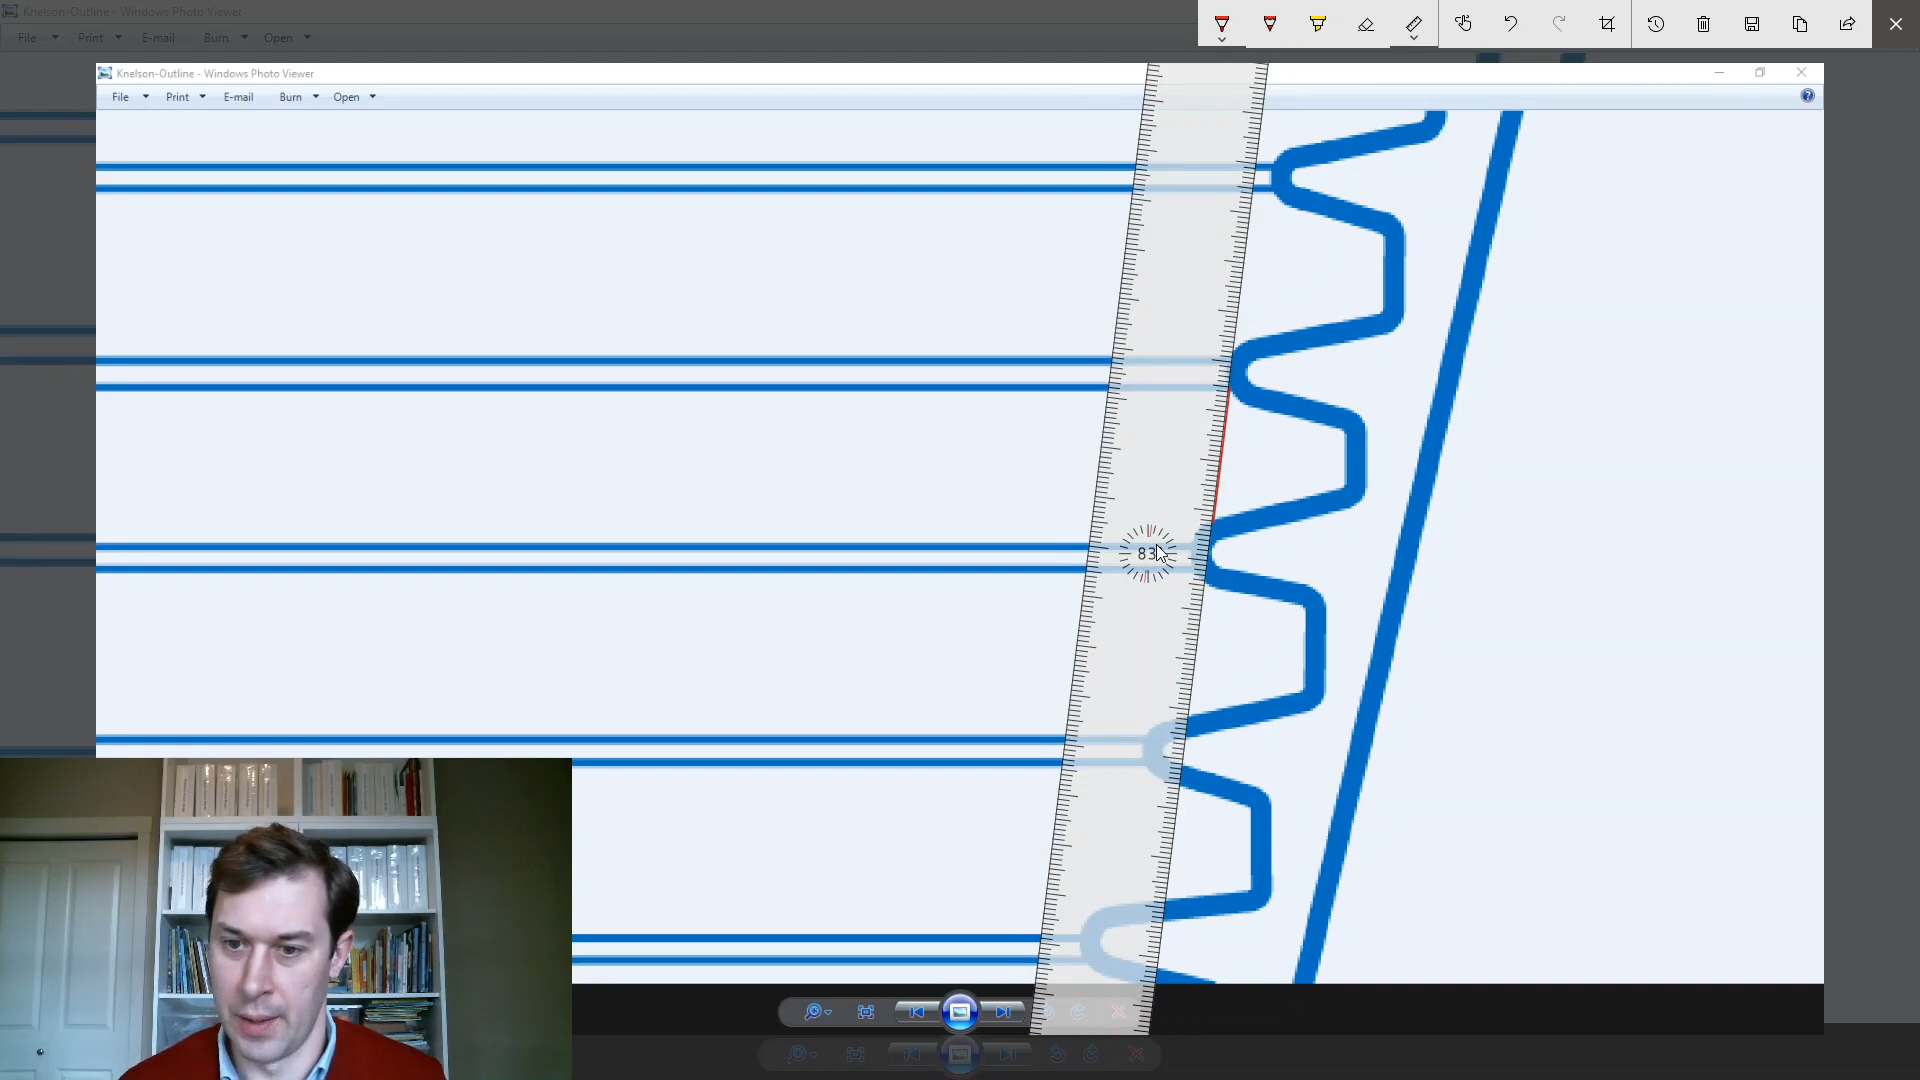 Knelson-Outline - Windows Photo Viewer
File Print E-mail Burn Open
Knelson-Outline - Windows Photo Viewer
File Print E-mail Burn Open
83